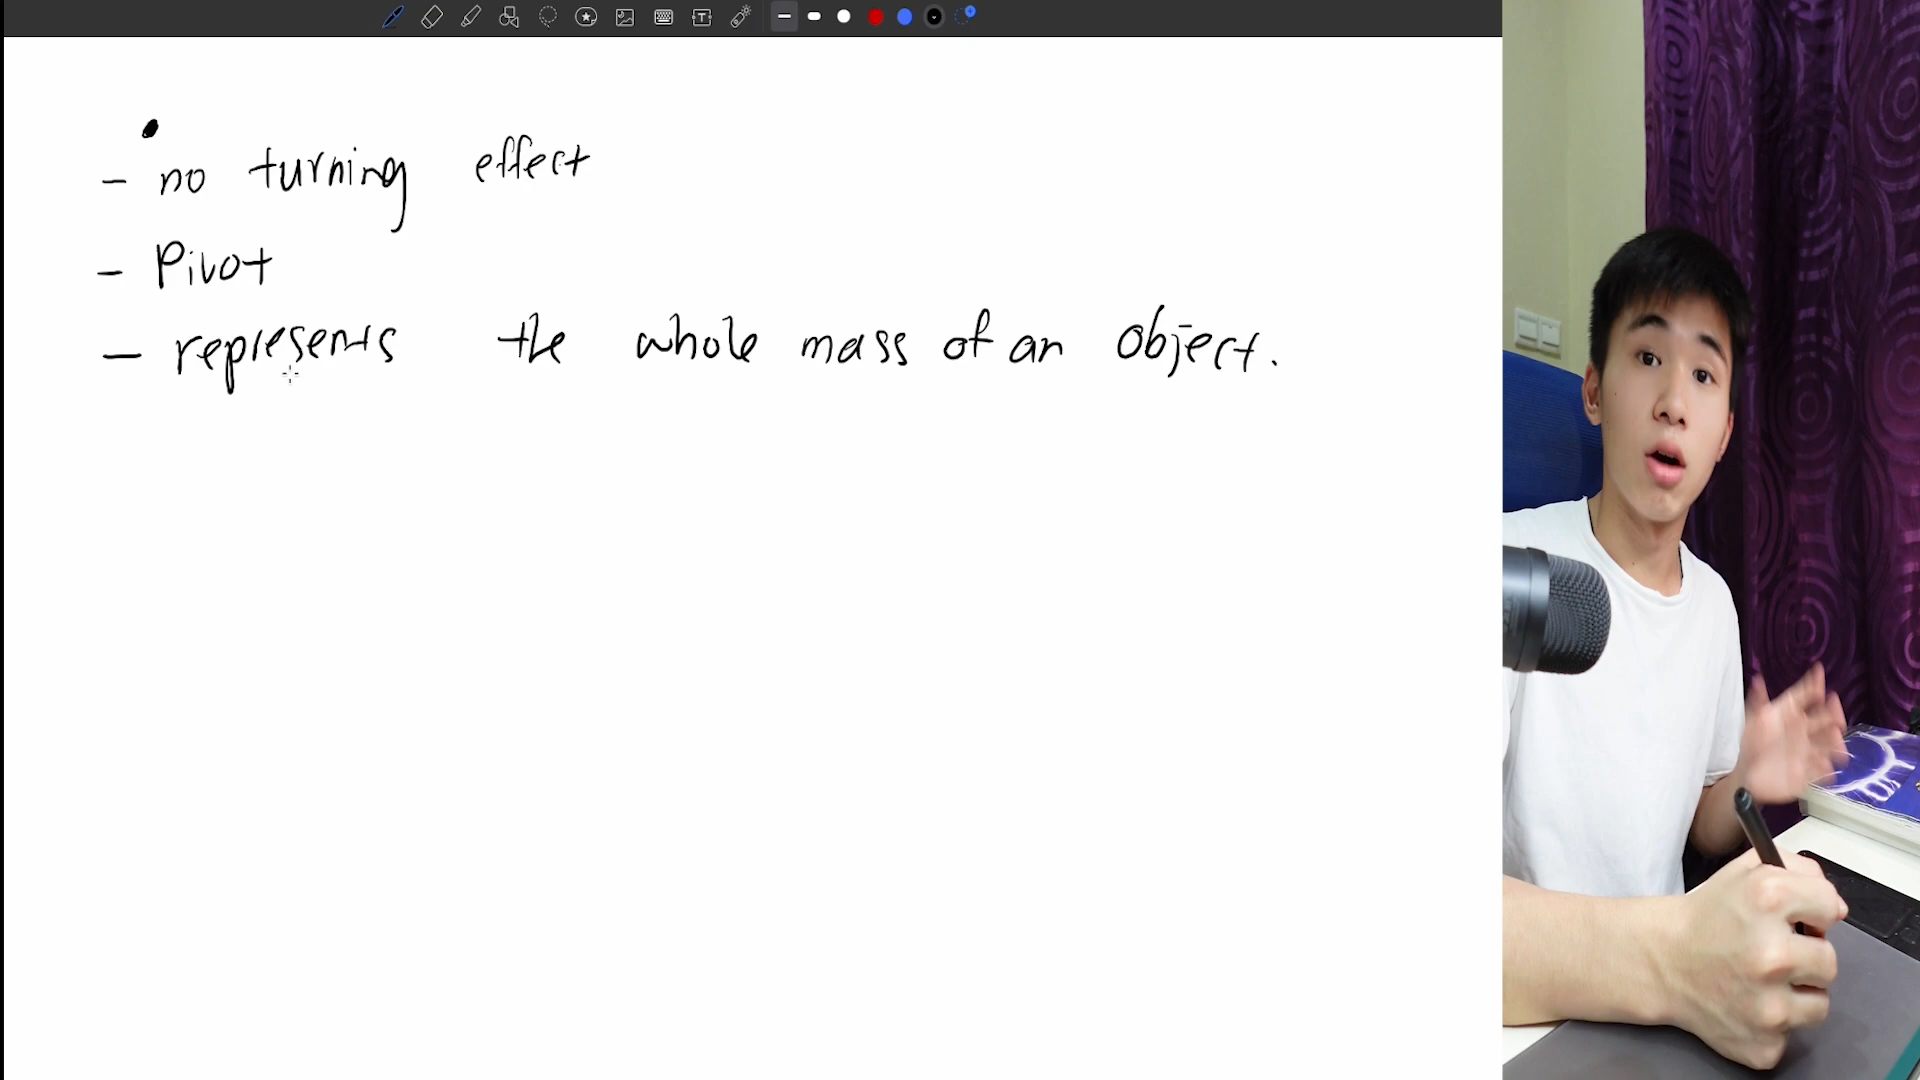 - no turning effect
- Pivot
- represents the whole mass of an object.